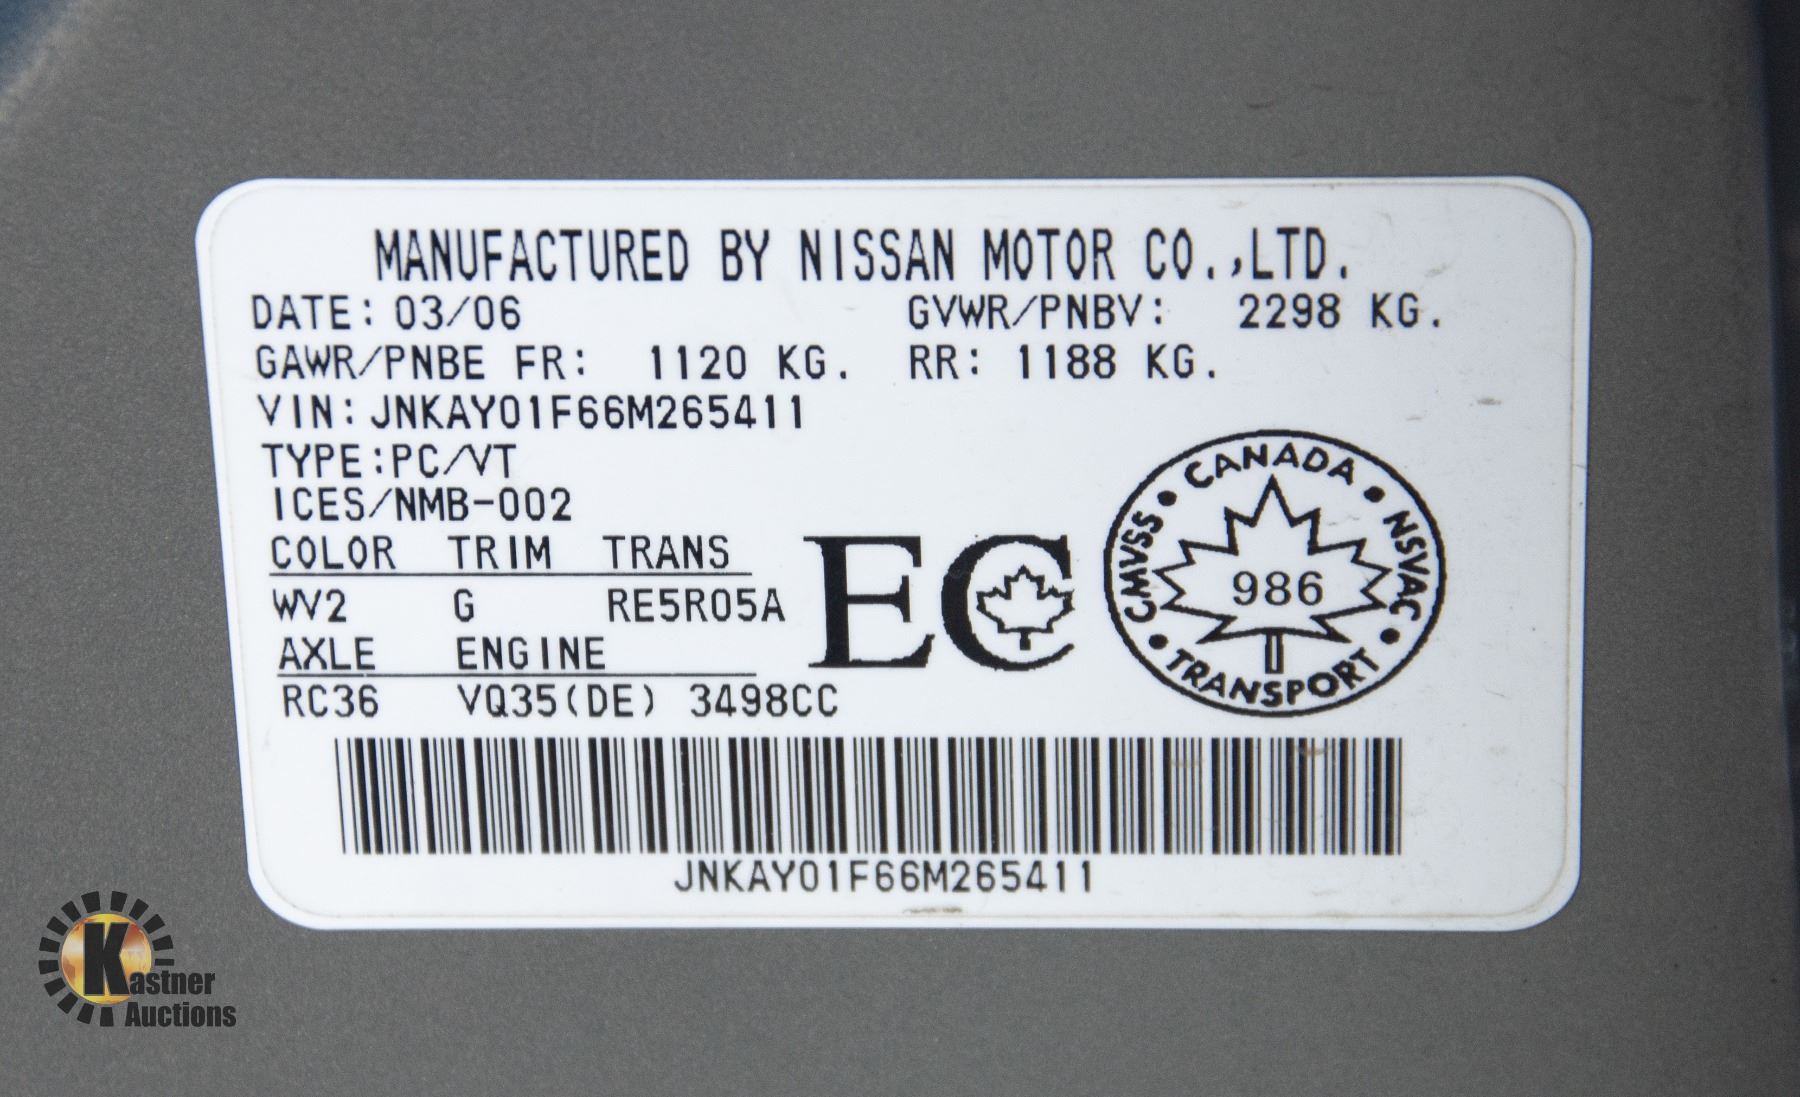 MANUFACTURED BY NISSAN MOTOR CO.,LTD.
DATE: 03/06 GVWR/PNBV: 2298 KG.
GAWR/PNBE FR: 1120 KG. RR: 1188 KG.
VIN: JNKAY01F66M265411
TYPE:PC/VT
ICES/NMB-002
COLOR TRIM TRANS
WV2 G RE5R05A
AXLE ENGINE
RC36 VQ35(DE) 3498CC
EC
CANADA • NSVAC • TRANSPORT • CMVSS •
986
JNKAY01F66M265411
Kastner
Auctions